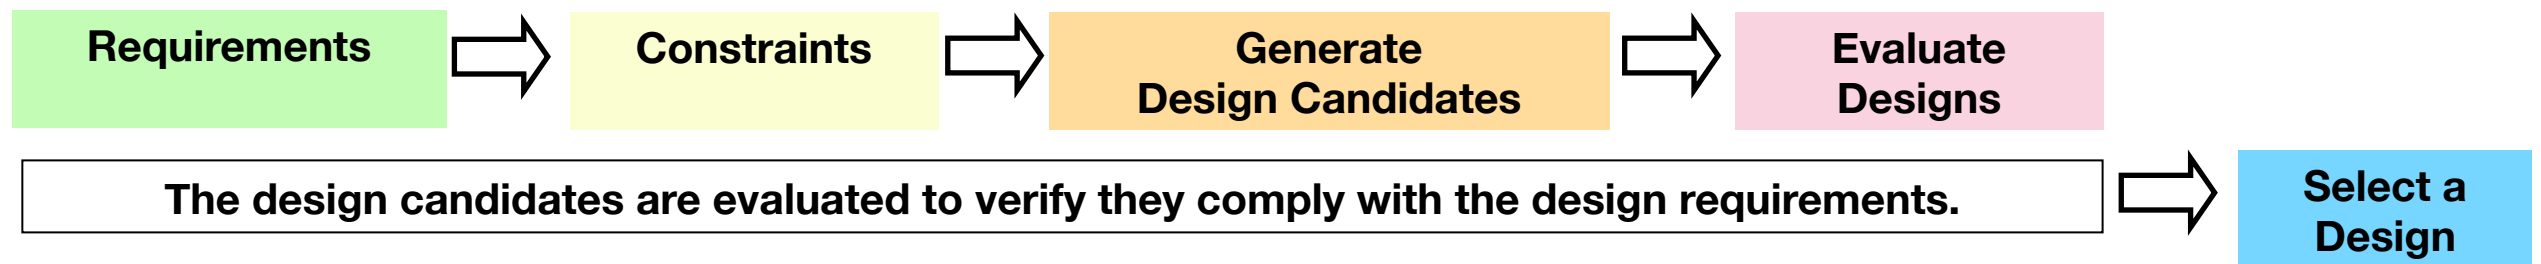 Requirements
Constraints
Generate
Design Candidates
Evaluate
Designs
The design candidates are evaluated to verify they comply with the design requirements.
Select a
Design